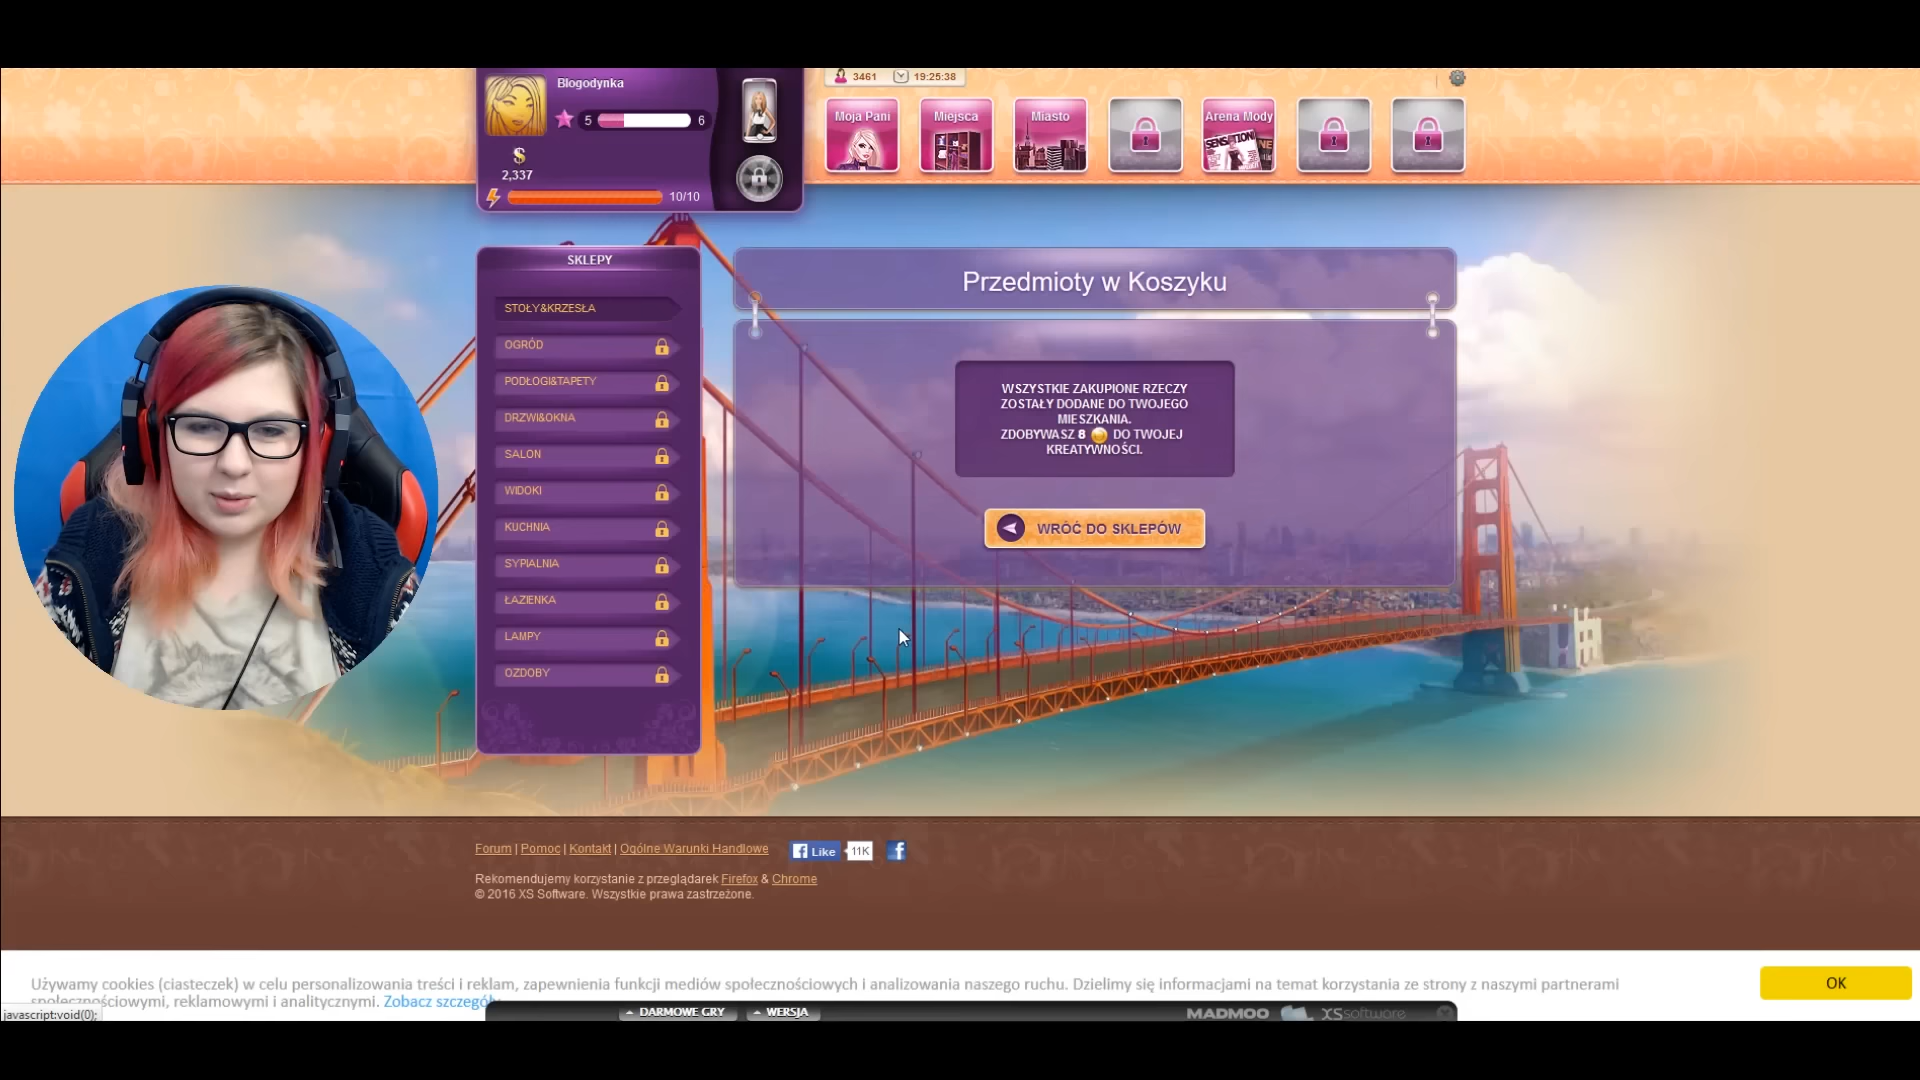 Blogodynka
5
6
$
2,337
10/10
3461
19:25:38
Moja Pani
Miejsca
Miasto
Arena Mody
SENSATION
SKLEPY
STOŁY&KRZESŁA
OGRÓD
PODŁOGI&TAPETY
DRZWI&OKNA
SALON
WIDOKI
KUCHNIA
SYPIALNIA
ŁAZIENKA
LAMPY
OZDOBY
Przedmioty w Koszyku
WSZYSTKIE ZAKUPIONE RZECZY
ZOSTAŁY DODANE DO TWOJEGO
MIESZKANIA.
ZDOBYWASZ 8 DO TWOJEJ
KREATYWNOŚCI.
WRÓĆ DO SKLEPÓW
Forum | Pomoc | Kontakt | Ogólne Warunki Handlowe
Like 11K
Rekomendujemy korzystanie z przeglądarek Firefox & Chrome
© 2016 XS Software. Wszystkie prawa zastrzeżone.
Używamy cookies (ciasteczek) w celu personalizowania treści i reklam, zapewnienia funkcji mediów społecznościowych i analizowania naszego ruchu. Dzielimy się informacjami na temat korzystania ze strony z naszymi partnerami
społecznościowymi, reklamowymi i analitycznymi. Zobacz szczegóły
OK
javascript:void(0);
DARMOWE GRY
WERSJA
MADMOO
XSsoftware